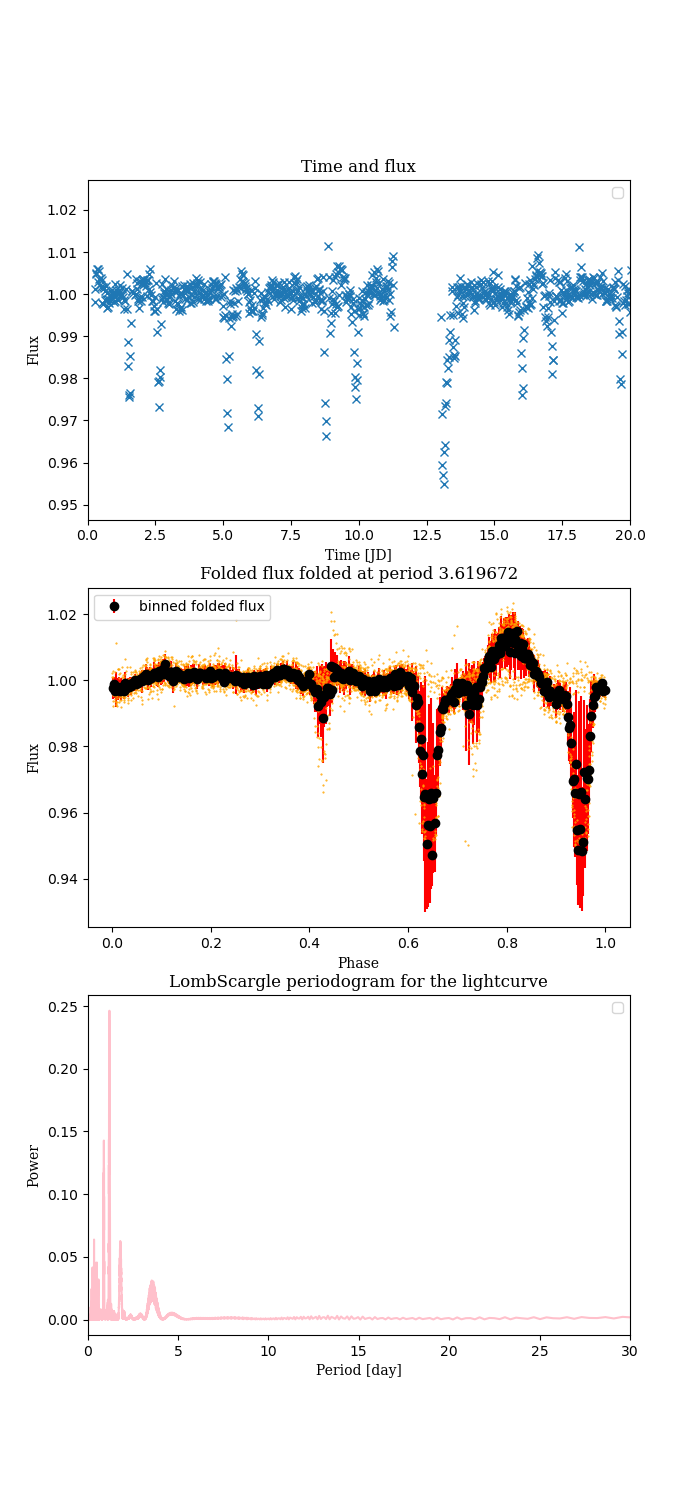 Time and flux
1.02
1.01
1.00
0.99
0.98
0.97
0.96
0.95
Flux
0.0 2.5 5.0 7.5 10.0 12.5 15.0 17.5 20.0
Time [JD]
Folded flux folded at period 3.619672
binned folded flux
1.02
1.00
0.98
0.96
0.94
Flux
0.0 0.2 0.4 0.6 0.8 1.0
Phase
LombScargle periodogram for the lightcurve
0.25
0.20
0.15
0.10
0.05
0.00
Power
0 5 10 15 20 25 30
Period [day]